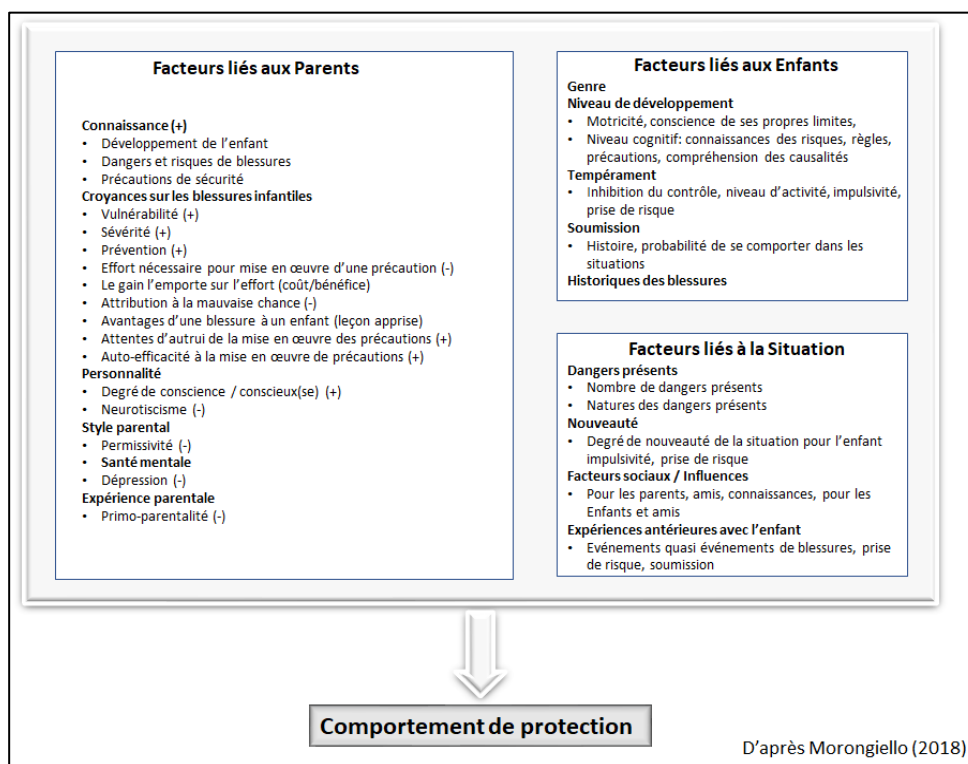 Facteurs liés aux Parents
Connaissance (+)
• Développement de l'enfant
• Dangers et risques de blessures
• Précautions de sécurité
Croyances sur les blessures infantiles
• Vulnérabilité (+)
• Sévérité (+)
• Prévention (+)
• Effort nécessaire pour mise en œuvre d'une précaution (-)
• Le gain l'emporte sur l'effort (coût/bénéfice)
• Attribution à la mauvaise chance (-)
• Avantages d'une blessure à un enfant (leçon apprise)
• Attentes d'autrui de la mise en œuvre des précautions (+)
• Auto-efficacité à la mise en œuvre de précautions (+)
Personnalité
• Degré de conscience / conscieux(se) (+)
• Neurotiscisme (-)
Style parental
• Permissivité (-)
• Santé mentale
• Dépression (-)
Expérience parentale
• Primo-parentalité (-)
Facteurs liés aux Enfants
Genre
Niveau de développement
• Motricité, conscience de ses propres limites,
• Niveau cognitif: connaissances des risques, règles,
précautions, compréhension des causalités
Tempérament
• Inhibition du contrôle, niveau d'activité, impulsivité,
prise de risque
Soumission
• Histoire, probabilité de se comporter dans les
situations
Historiques des blessures
Facteurs liés à la Situation
Dangers présents
• Nombre de dangers présents
• Natures des dangers présents
Nouveauté
• Degré de nouveauté de la situation pour l'enfant
impulsivité, prise de risque
Facteurs sociaux / Influences
• Pour les parents, amis, connaissances, pour les
Enfants et amis
Expériences antérieures avec l'enfant
• Evénements quasi événements de blessures, prise
de risque, soumission
Comportement de protection
D'après Morongiello (2018)